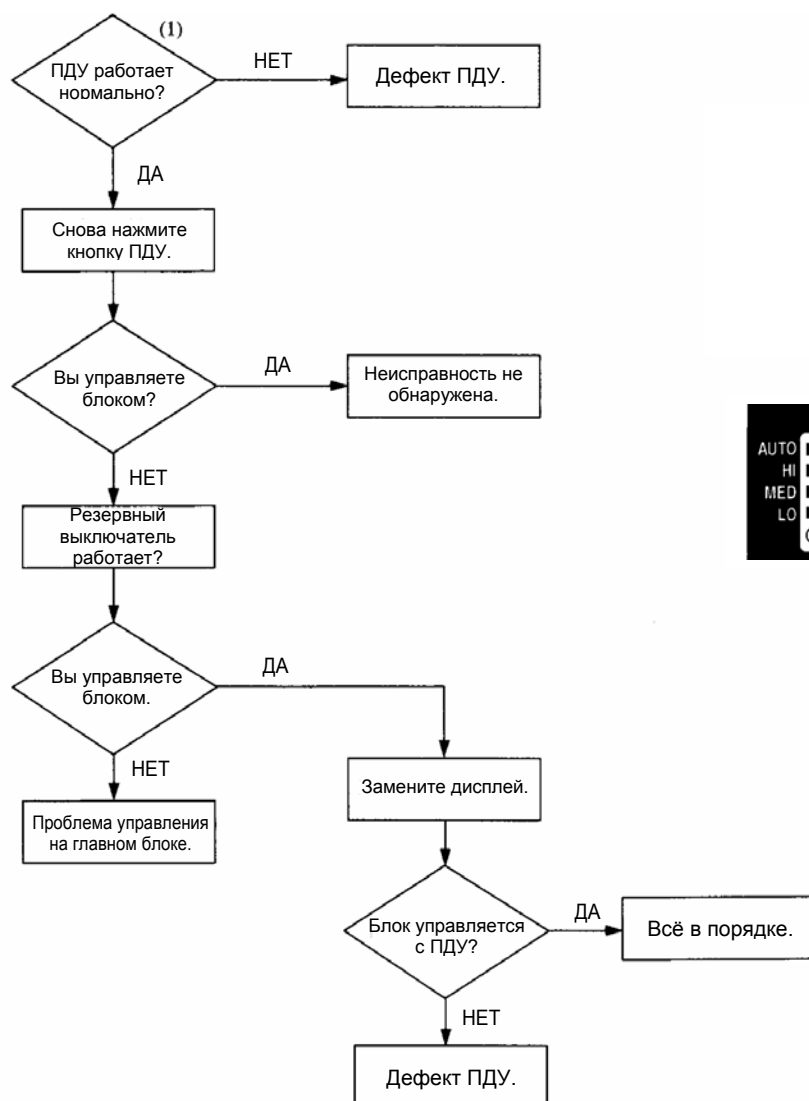 (1)
ПДУ работает
нормально?
НЕТ
Дефект ПДУ.
ДА
Снова нажмите
кнопку ПДУ.
Вы управляете
блоком?
ДА
Неисправность не
обнаружена.
НЕТ
AUTO
HI
MED
LO
Резервный
выключатель
работает?
Вы управляете
блоком.
ДА
НЕТ
Замените дисплей.
Проблема управления
на главном блоке.
Блок управляется
с ПДУ?
ДА
Всё в порядке.
НЕТ
Дефект ПДУ.